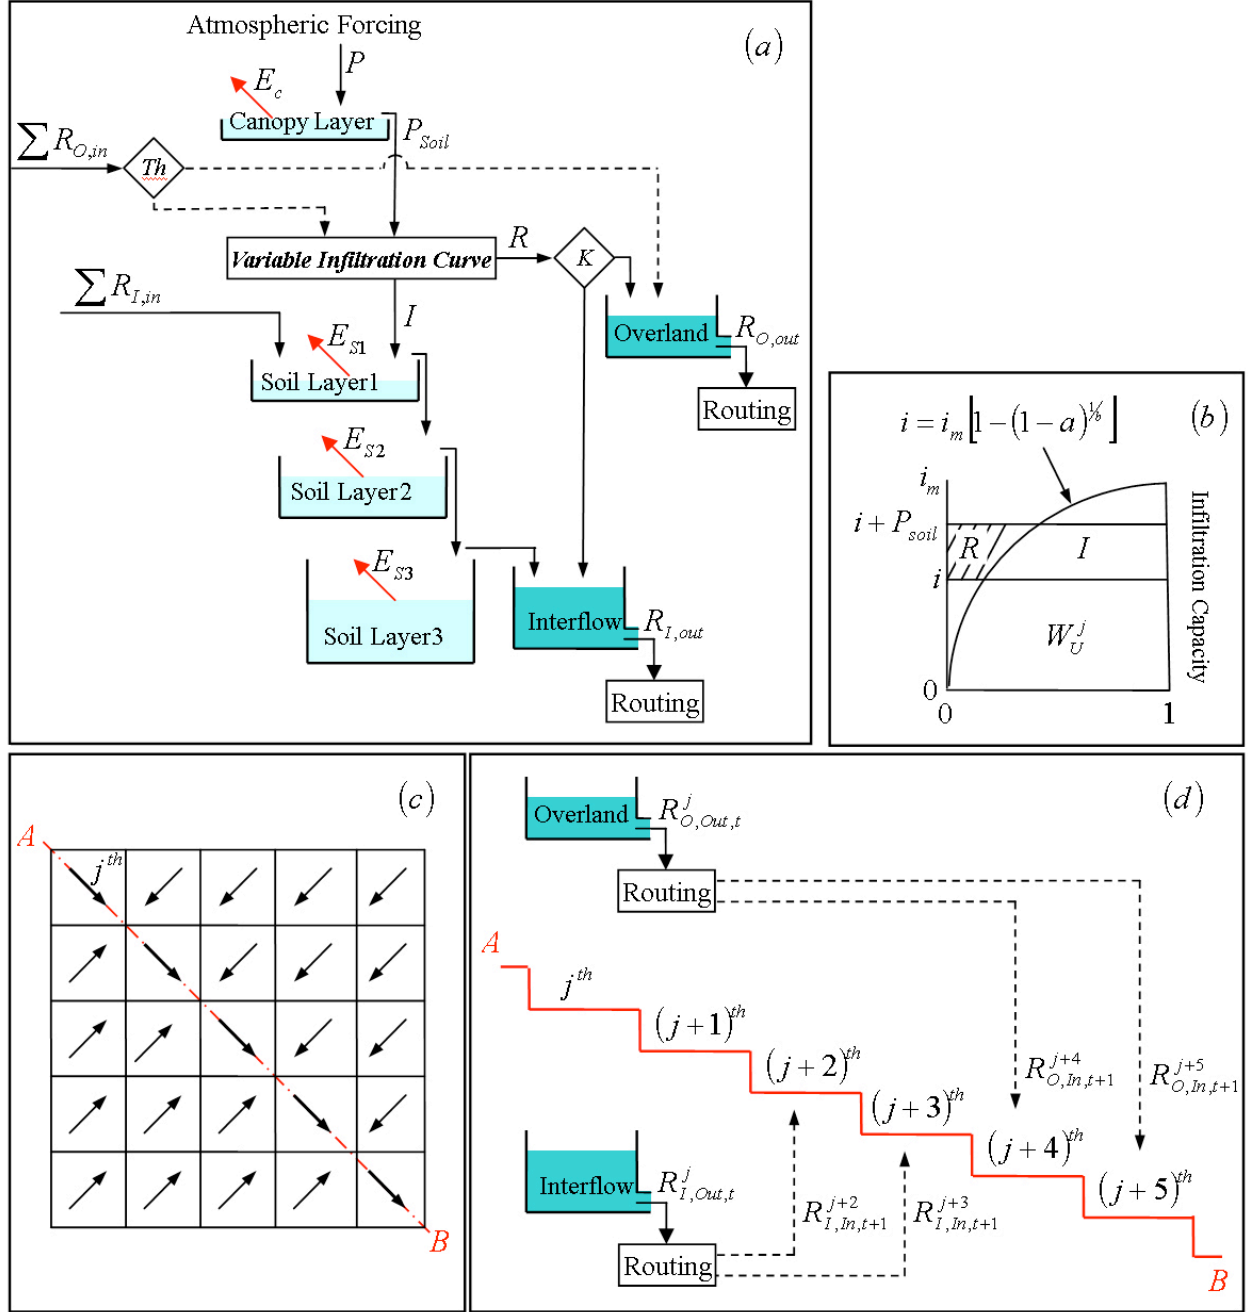 Atmospheric Forcing
(a)
P
E_c
Canopy Layer
P_Soil
∑ R_O,in
Th
Variable Infiltration Curve
R
K
∑ R_I,in
I
E_S1
Overland
R_O,out
Soil Layer1
Routing
E_S2
Soil Layer2
E_S3
Soil Layer3
Interflow
R_I,out
Routing
(b)
i = i_m [1 − (1 − a)^1/b]
i_m
i + P_soil
R
I
i
W_U^j
0
0
1
Infiltration Capacity
(c)
A
j^th
B
(d)
Overland
R^j_O,Out,t
Routing
A
j^th
(j + 1)^th
(j + 2)^th
(j + 3)^th
(j + 4)^th
(j + 5)^th
R^j+4_O,In,t+1
R^j+5_O,In,t+1
Interflow
R^j_I,Out,t
R^j+2_I,In,t+1
R^j+3_I,In,t+1
Routing
B